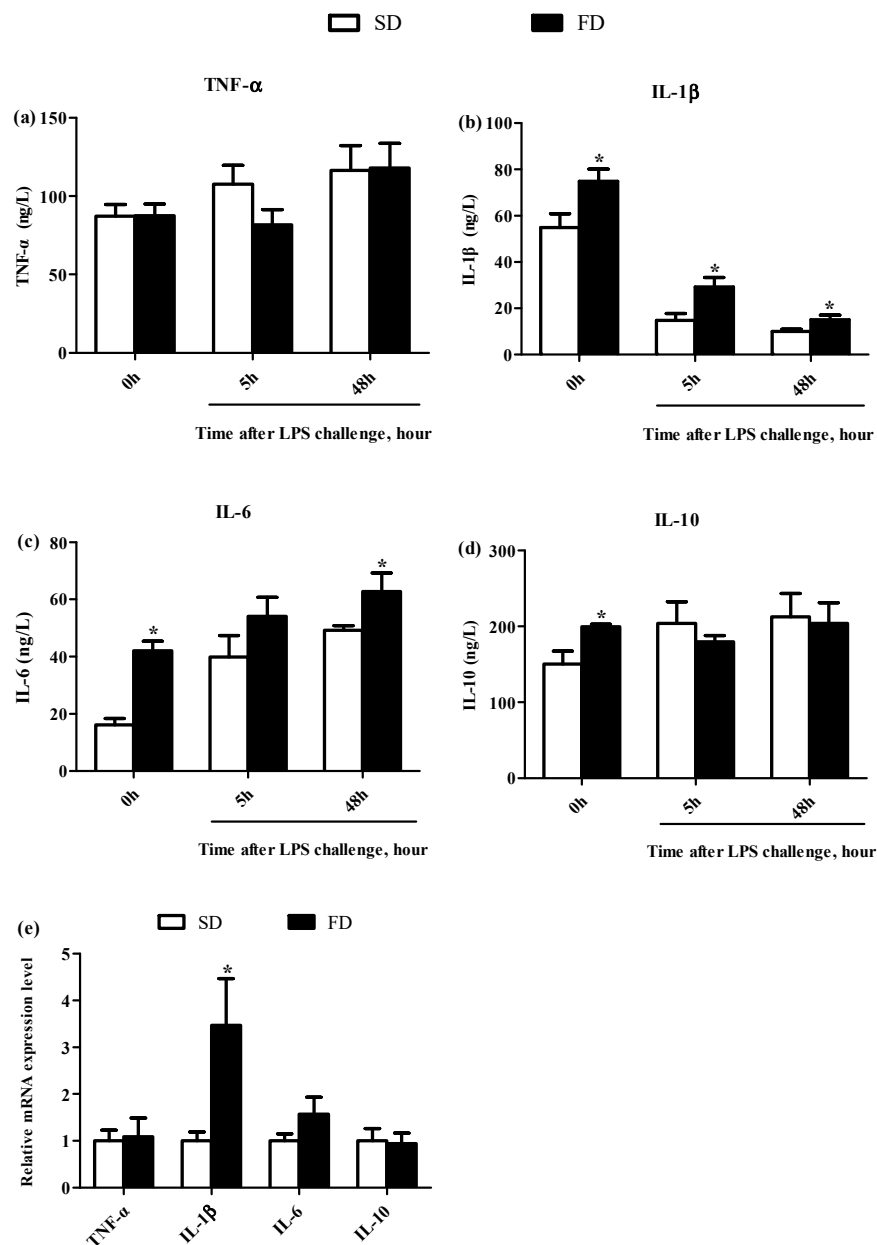 SD FD
TNF-α
(a)
TNF-α (ng/L)
150
100
50
0
0h 5h 48h
Time after LPS challenge, hour
IL-1β
(b)
IL-1β (ng/L)
100
80
60
40
20
0
* * *
0h 5h 48h
Time after LPS challenge, hour
IL-6
(c)
IL-6 (ng/L)
80
60
40
20
0
* *
0h 5h 48h
Time after LPS challenge, hour
IL-10
(d)
IL-10 (ng/L)
300
200
100
0
*
0h 5h 48h
Time after LPS challenge, hour
(e)
SD FD
Relative mRNA expression level
5
4
3
2
1
0
*
TNF-α IL-1β IL-6 IL-10